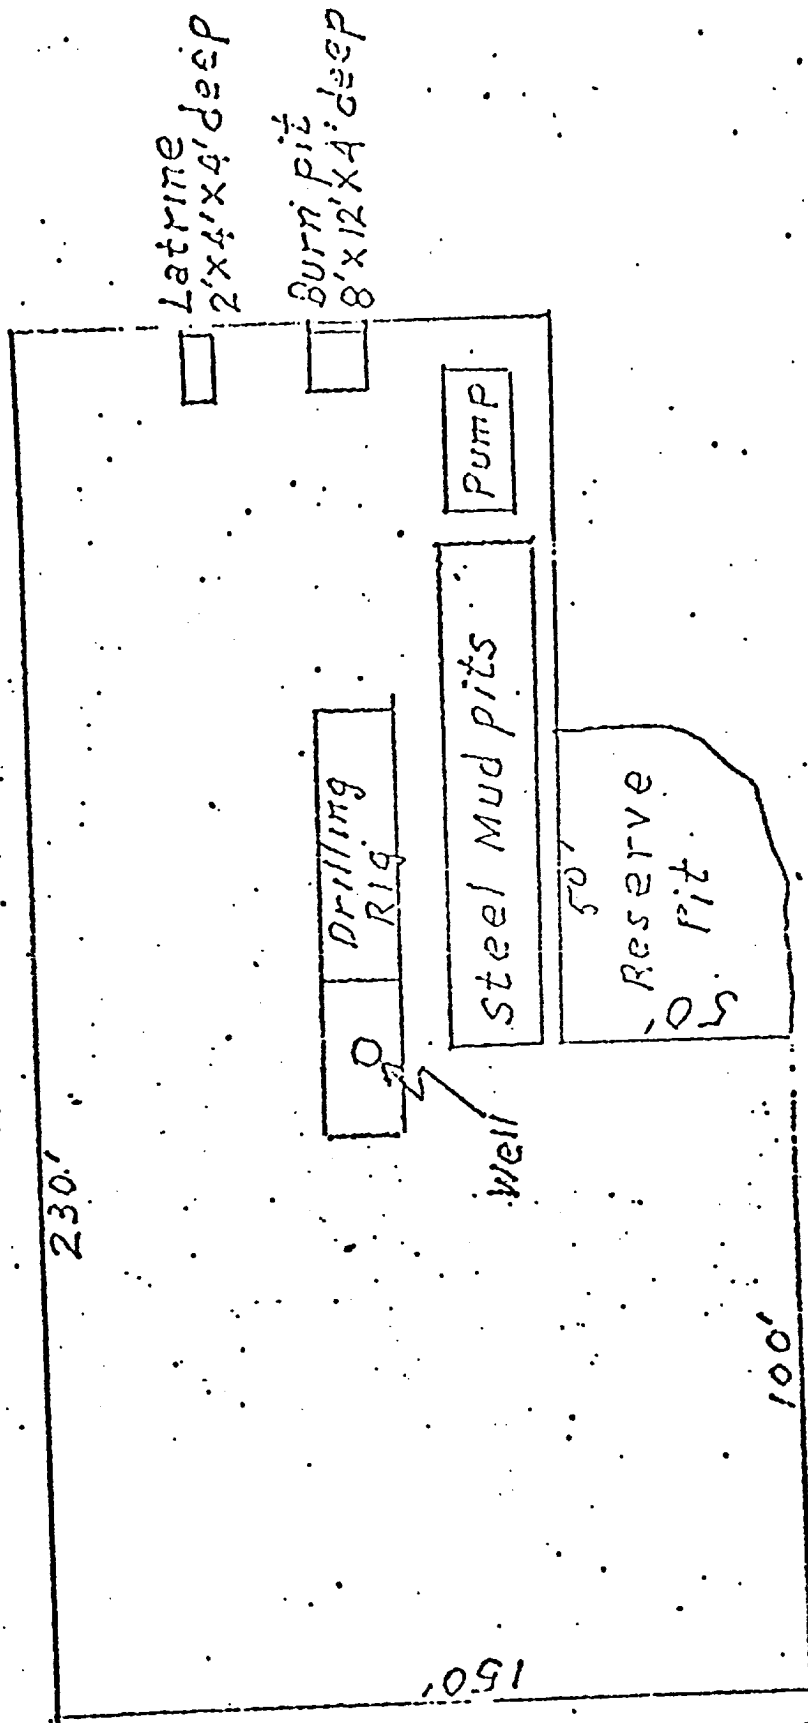 230'
Latrine
2'x4'x4' deep
Burn pit
8'x12'x4' deep
Drilling
Rig
O
Well
Pump
Steel Mud pits
50'
Reserve
Pit
50'
150'
100'